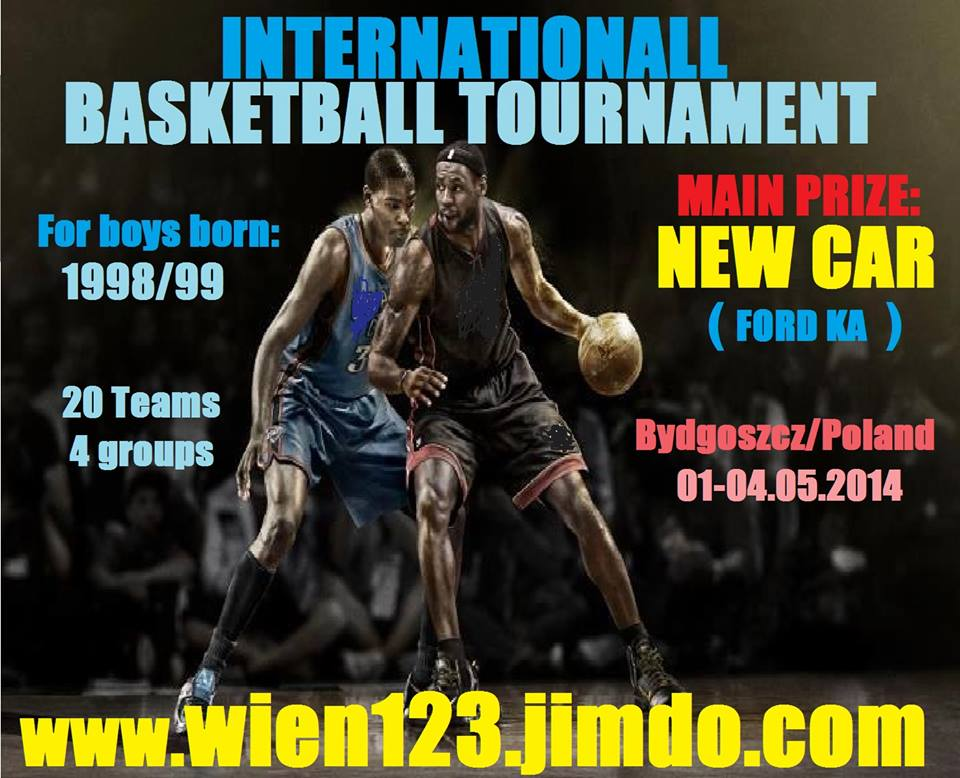 INTERNATIONALL
BASKETBALL TOURNAMENT
For boys born:
1998/99
MAIN PRIZE:
NEW CAR
( FORD KA )
20 Teams
4 groups
Bydgoszcz/Poland
01-04.05.2014
3
www.wien123.jimdo.com